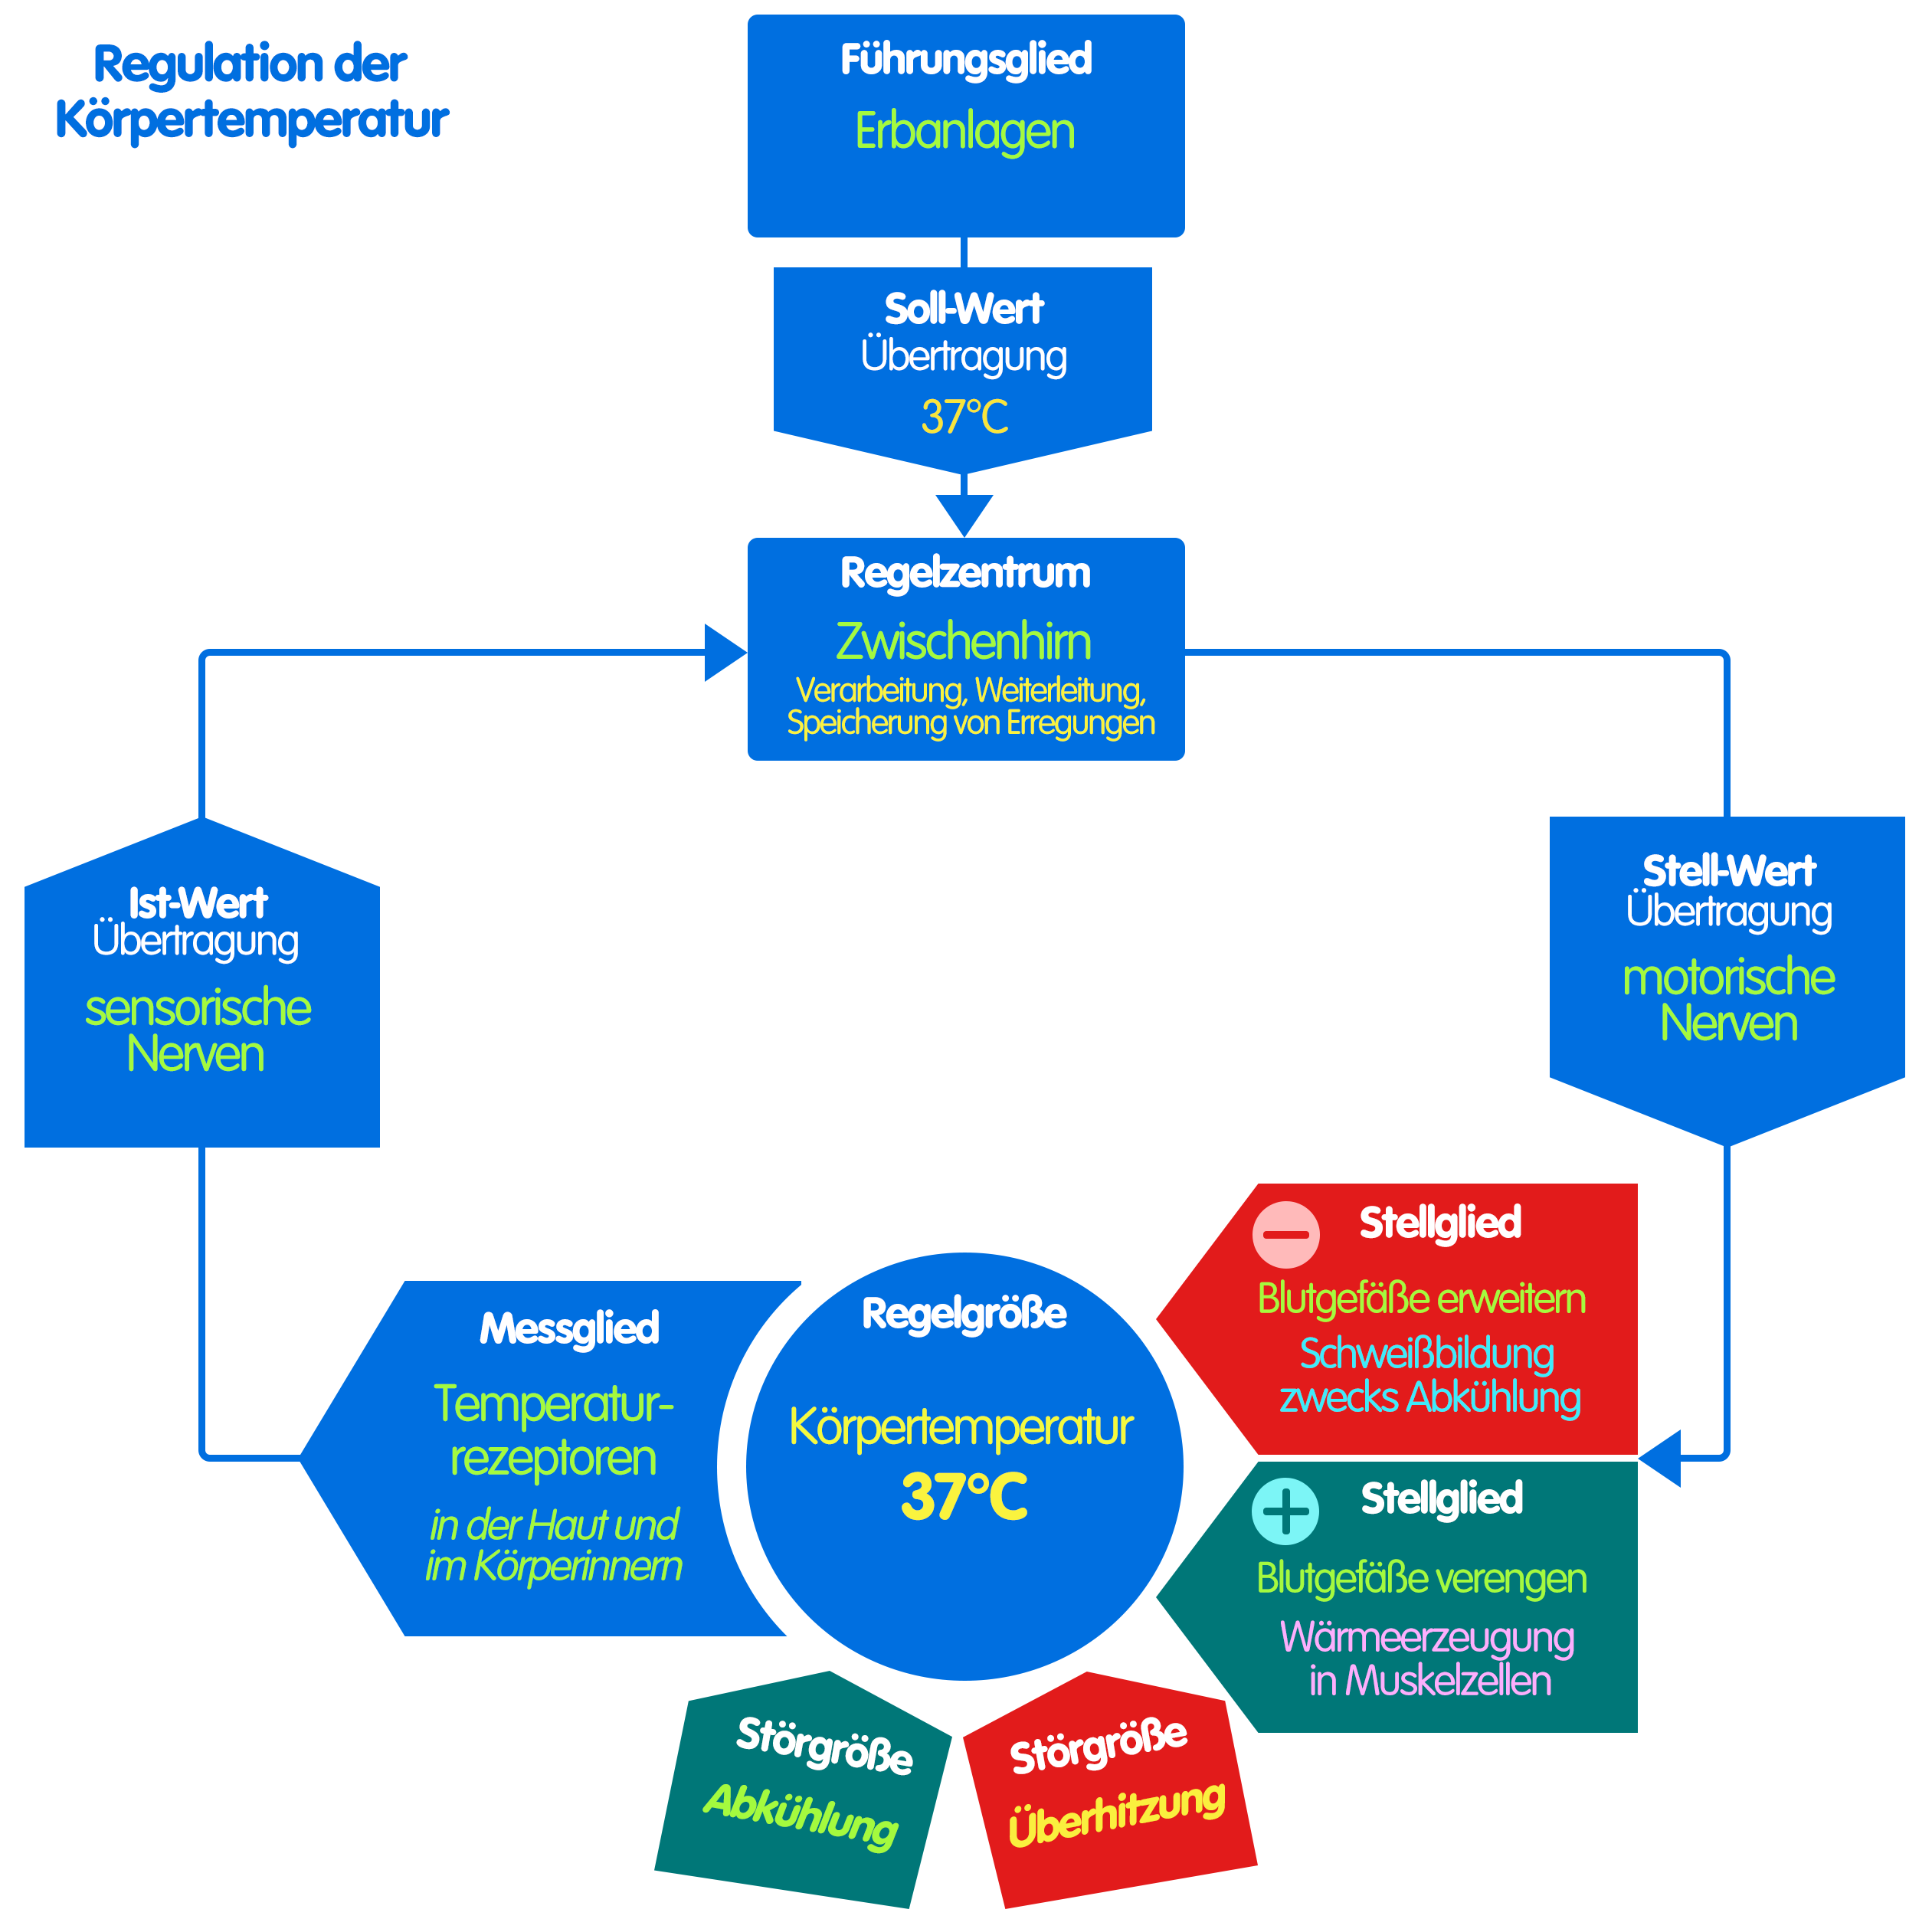 Regulation der
Körpertemperatur
Führungsglied
Erbanlagen
Soll-Wert
Übertragung
37°C
Regelzentrum
Zwischenhirn
Verarbeitung, Weiterleitung,
Speicherung von Erregungen
Ist-Wert
Übertragung
sensorische
Nerven
Stell-Wert
Übertragung
motorische
Nerven
Messglied
Temperatur-
rezeptoren
in der Haut und
im Körperinnern
Regelgröße
Körpertemperatur
37°C
Stellglied
Blutgefäße erweitern
Schweißbildung
zwecks Abkühlung
Stellglied
Blutgefäße verengen
Wärmeerzeugung
in Muskelzellen
Störgröße
Abkühlung
Störgröße
Überhitzung